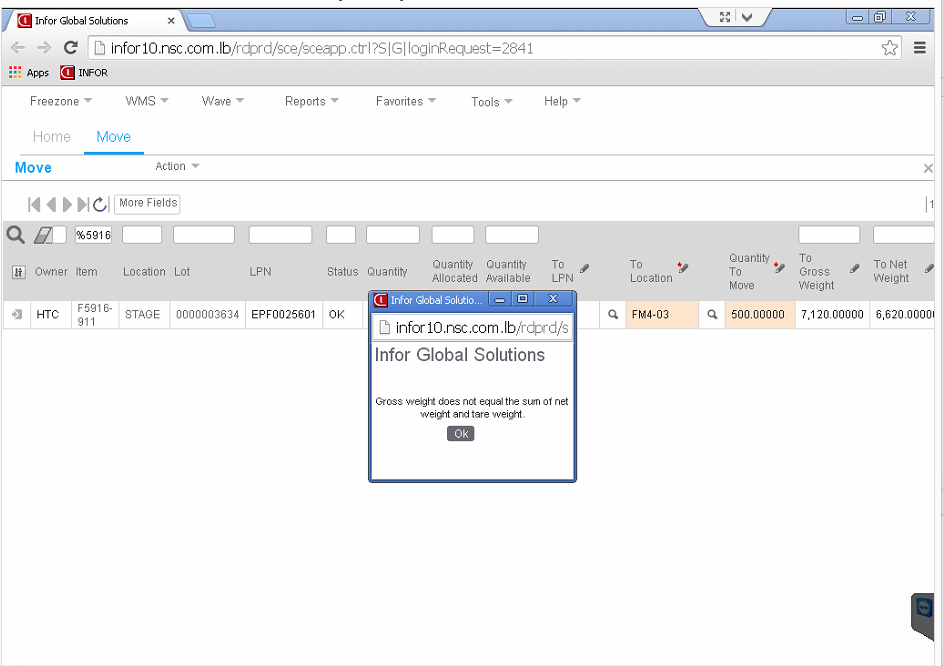 Infor Global Solutions
infor10.nsc.com.lb/rdprd/sce/sceapp.ctrl?S|G|loginRequest=2841
Apps INFOR
Freezone WMS Wave Reports Favorites Tools Help
Home Move
Move Action
More Fields
%5916
Owner Item Location Lot LPN Status Quantity Quantity Allocated Quantity Available To LPN To Location Quantity To Move To Gross Weight To Net Weight
HTC F5916-911 STAGE 0000003634 EPF0025601 OK FM4-03 500.00000 7,120.00000 6,620.0000
Infor Global Solutio...
infor10.nsc.com.lb/rdprd/s
Infor Global Solutions
Gross weight does not equal the sum of net
weight and tare weight.
Ok